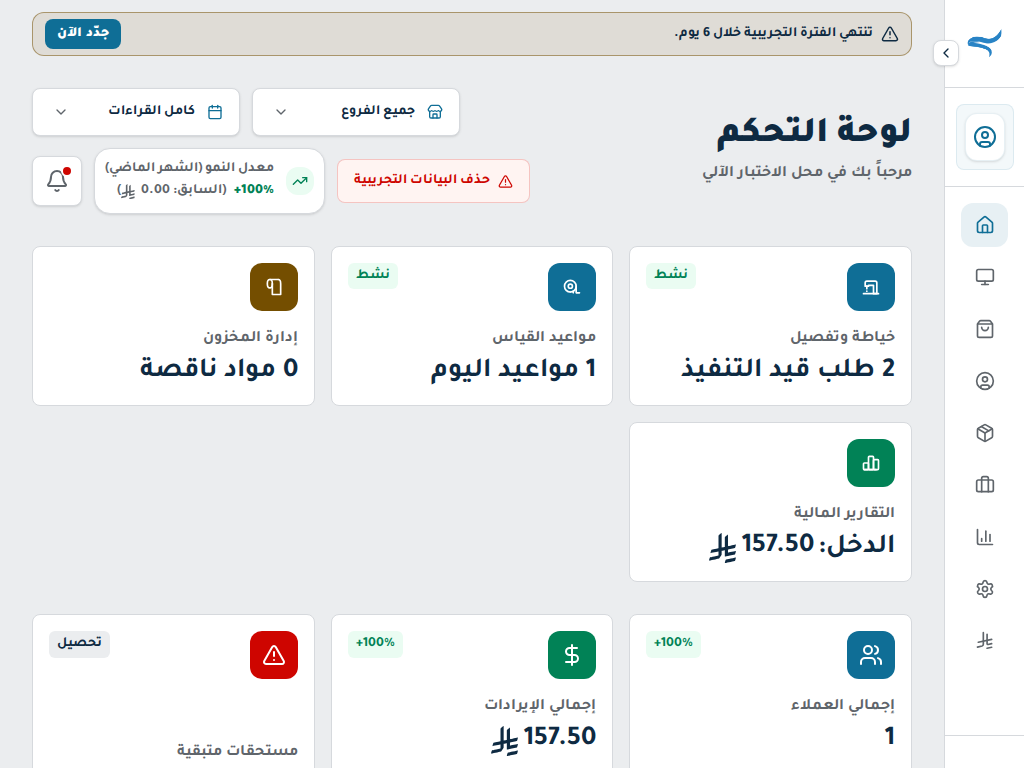 تنتهي الفترة التجريبية خلال 6 يوم.
جدّد الآن
لوحة التحكم
مرحباً بك في محل الاختبار الآلي
جميع الفروع
كامل القراءات
حذف البيانات التجريبية
معدل النمو (الشهر الماضي)
+100% (السابق: 0.00 ⃁)
خياطة وتفصيل
نشط
2 طلب قيد التنفيذ
مواعيد القياس
نشط
1 مواعيد اليوم
إدارة المخزون
0 مواد ناقصة
التقارير المالية
الدخل: 157.50 ⃁
+100%
إجمالي العملاء
1
+100%
إجمالي الإيرادات
157.50 ⃁
تحصيل
مستحقات متبقية